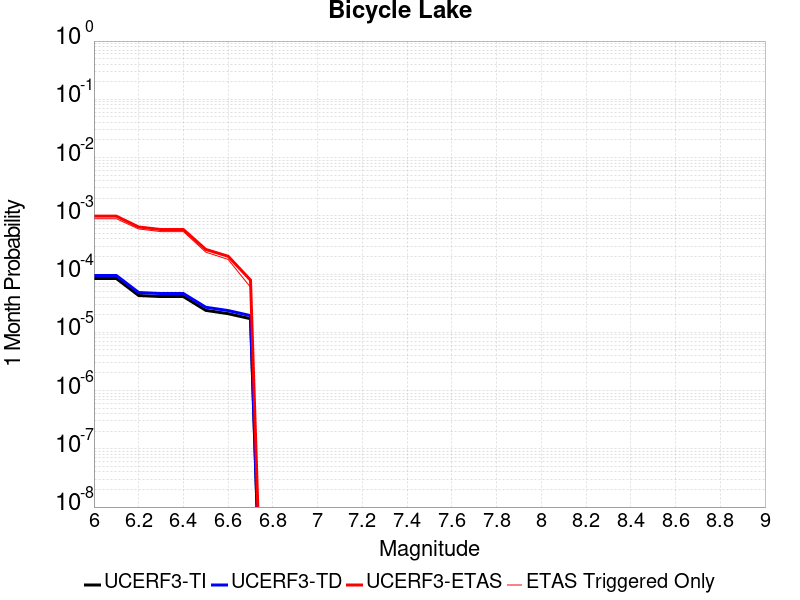 Bicycle Lake
10^0
10^-1
10^-2
10^-3
10^-4
10^-5
10^-6
10^-7
10^-8
1 Month Probability
6 6.2 6.4 6.6 6.8 7 7.2 7.4 7.6 7.8 8 8.2 8.4 8.6 8.8 9
Magnitude
UCERF3-TI UCERF3-TD UCERF3-ETAS ETAS Triggered Only